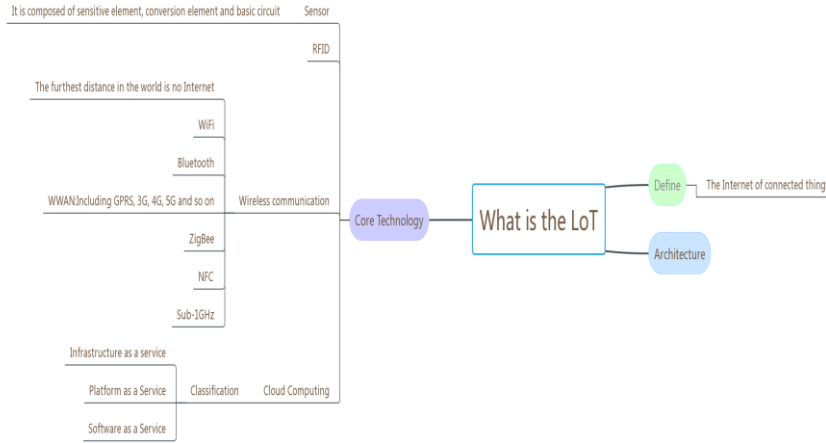 It is composed of sensitive element, conversion element and basic circuit
Sensor
RFID
The furthest distance in the world is no Internet
WiFi
Bluetooth
WWAN:Including GPRS, 3G, 4G, 5G and so on
Wireless communication
ZigBee
NFC
Sub-1GHz
Infrastructure as a service
Platform as a Service
Classification
Cloud Computing
Software as a Service
Core Technology
What is the LoT
Define
The Internet of connected thing
Architecture